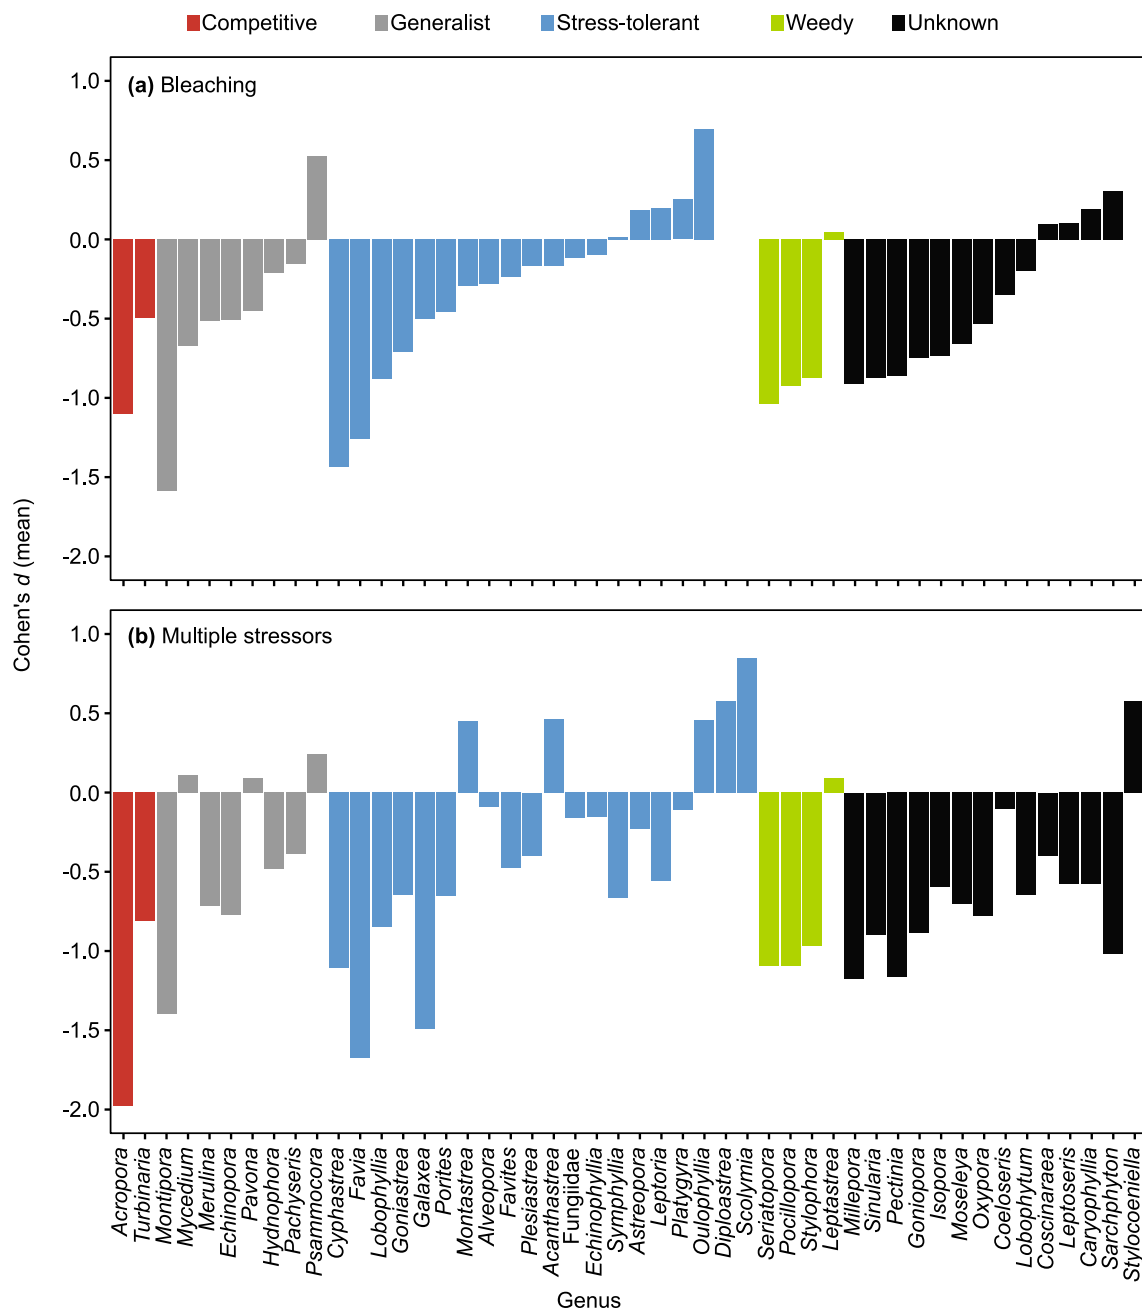 Competitive Generalist Stress-tolerant Weedy Unknown
(a) Bleaching
1.0
0.5
0.0
-0.5
-1.0
-1.5
-2.0
Cohen's d (mean)
(b) Multiple stressors
1.0
0.5
0.0
-0.5
-1.0
-1.5
-2.0
Acropora
Turbinaria
Montipora
Mycedium
Merulina
Echinopora
Pavona
Hydnophora
Pachyseris
Psammocora
Cyphastrea
Favia
Lobophyllia
Goniastrea
Galaxea
Porites
Montastrea
Alveopora
Favites
Plesiastrea
Acanthastrea
Fungiidae
Echinophyllia
Symphyllia
Astreopora
Leptoria
Platygyra
Oulophyllia
Diploastrea
Scolymia
Seriatopora
Pocillopora
Stylophora
Leptastrea
Millepora
Sinularia
Pectinia
Goniopora
Isopora
Moseleya
Oxypora
Coeloseris
Lobophytum
Coscinaraea
Leptoseris
Caryophyllia
Sarchphyton
Stylocoeniella
Genus